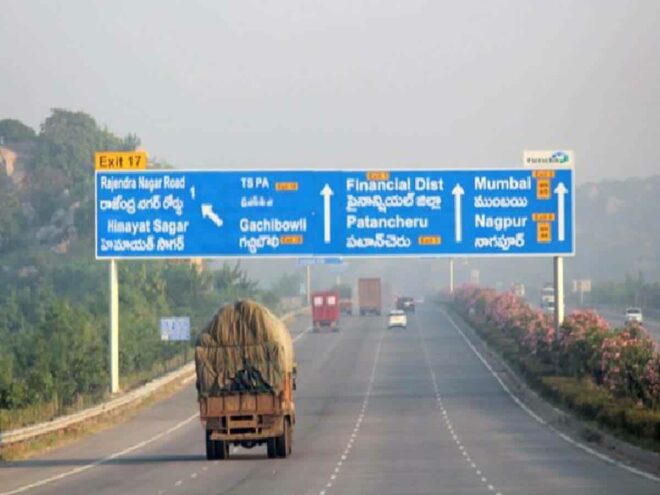 Exit 17
Rajendra Nagar Road 1
రాజేంద్ర నగర్ రోడ్డు
Himayat Sagar
హిమాయత్ సాగర్
TS PA
Gachibowli
గచ్చిబౌలి
Financial Dist
ఫైనాన్షియల్ జిల్లా
Patancheru
పటాన్‌చెరు
Mumbai
ముంబయి
Nagpur
నాగపూర్